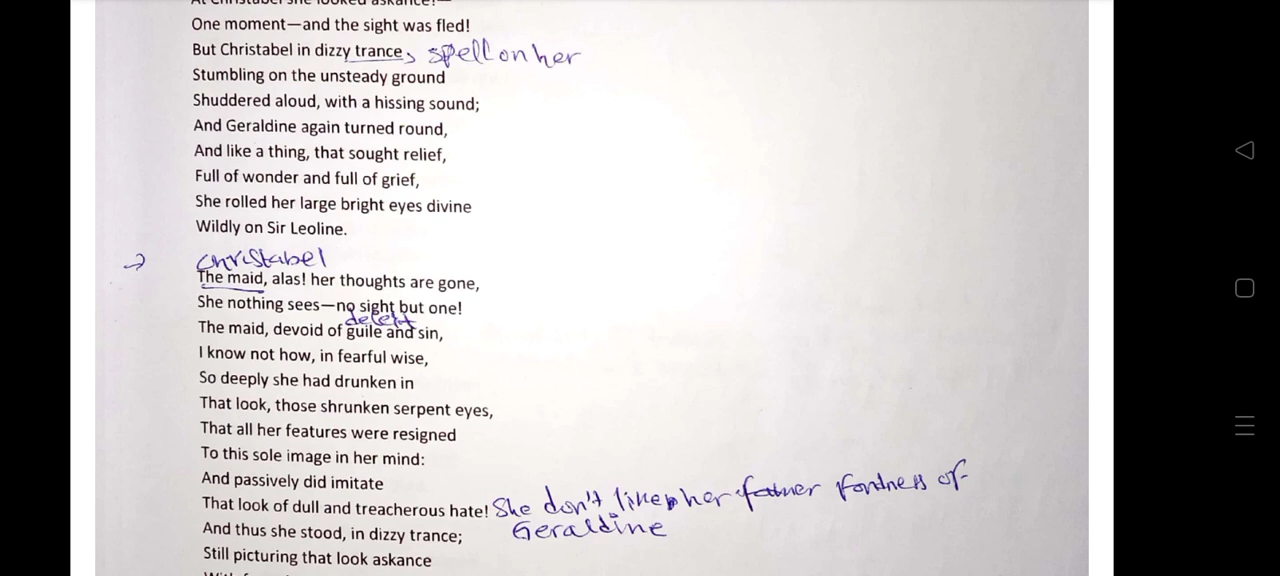 At Christabel she looked askance!—
One moment—and the sight was fled!
But Christabel in dizzy trance, spell on her
Stumbling on the unsteady ground
Shuddered aloud, with a hissing sound;
And Geraldine again turned round,
And like a thing, that sought relief,
Full of wonder and full of grief,
She rolled her large bright eyes divine
Wildly on Sir Leoline.
→ Christabel
The maid, alas! her thoughts are gone,
She nothing sees—no sight but one!
The maid, devoid of guile and sin,
I know not how, in fearful wise,
So deeply she had drunken in
That look, those shrunken serpent eyes,
That all her features were resigned
To this sole image in her mind:
And passively did imitate
That look of dull and treacherous hate! She don't like her father fondness of
Geraldine
And thus she stood, in dizzy trance;
Still picturing that look askance